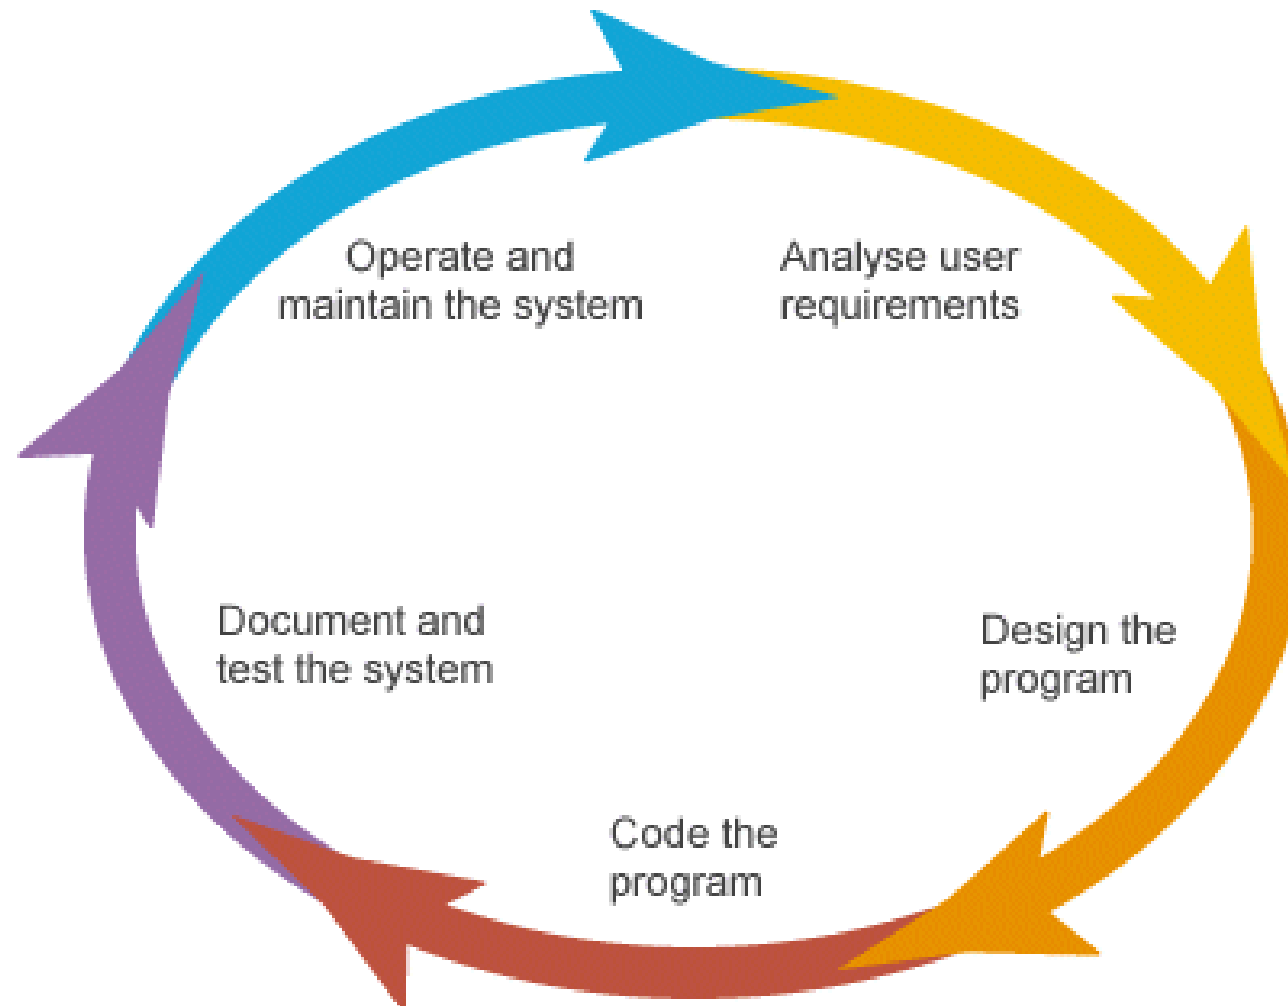 Operate and
maintain the system
Analyse user
requirements
Document and
test the system
Design the
program
Code the
program